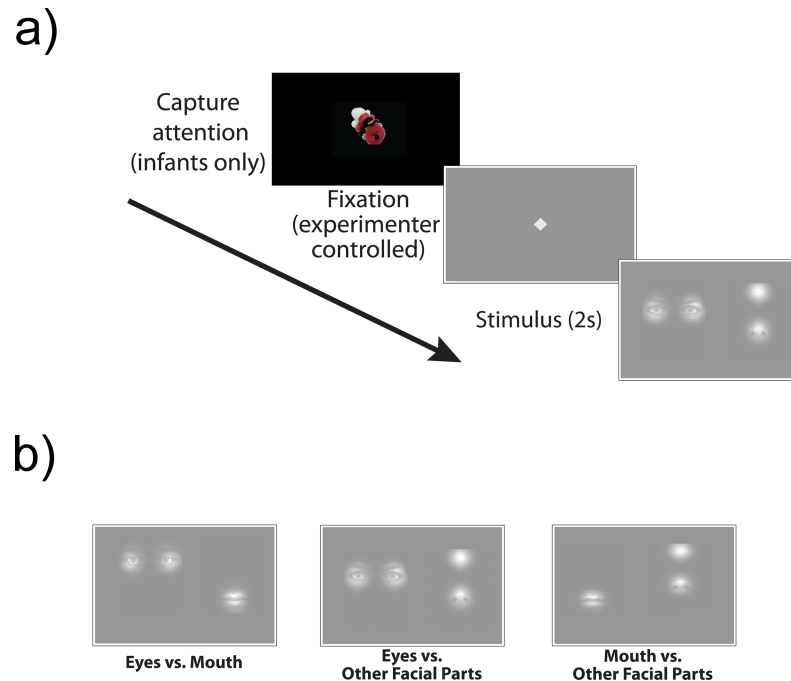 a)
Capture
attention
(infants only)
Fixation
(experimenter
controlled)
Stimulus (2s)
b)
Eyes vs. Mouth
Eyes vs.
Other Facial Parts
Mouth vs.
Other Facial Parts